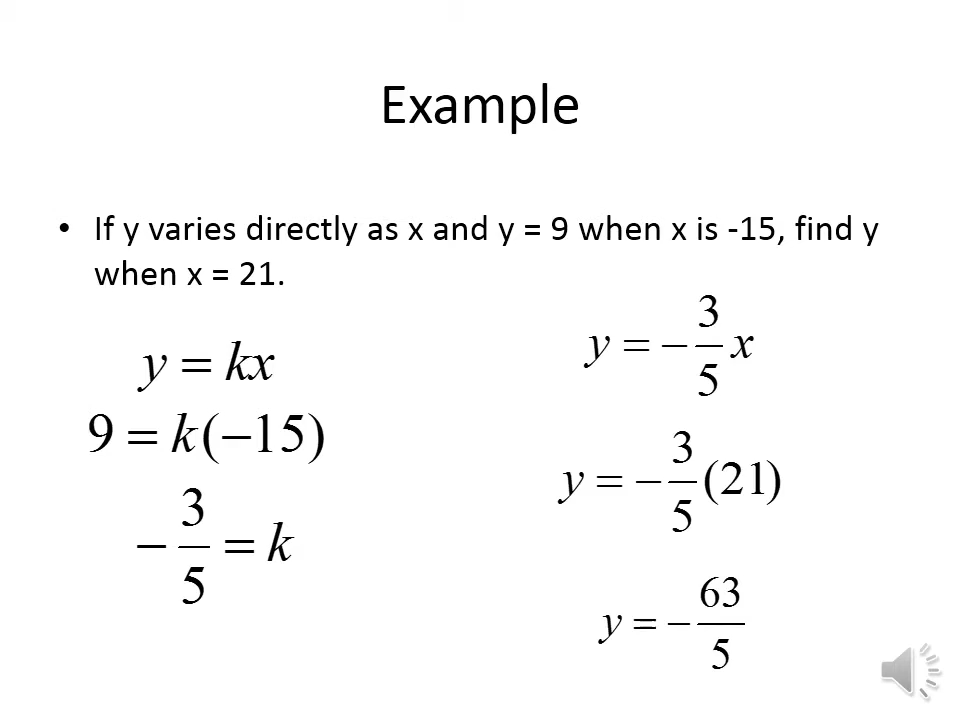 Example
• If y varies directly as x and y = 9 when x is -15, find y
when x = 21.
y = kx
9 = k(−15)
−3/5 = k
y = −3/5 x
y = −3/5 (21)
y = −63/5